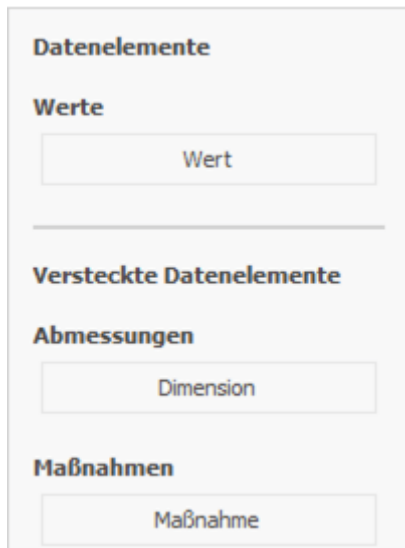 Datenelemente
Werte
Wert
Versteckte Datenelemente
Abmessungen
Dimension
Maßnahmen
Maßnahme